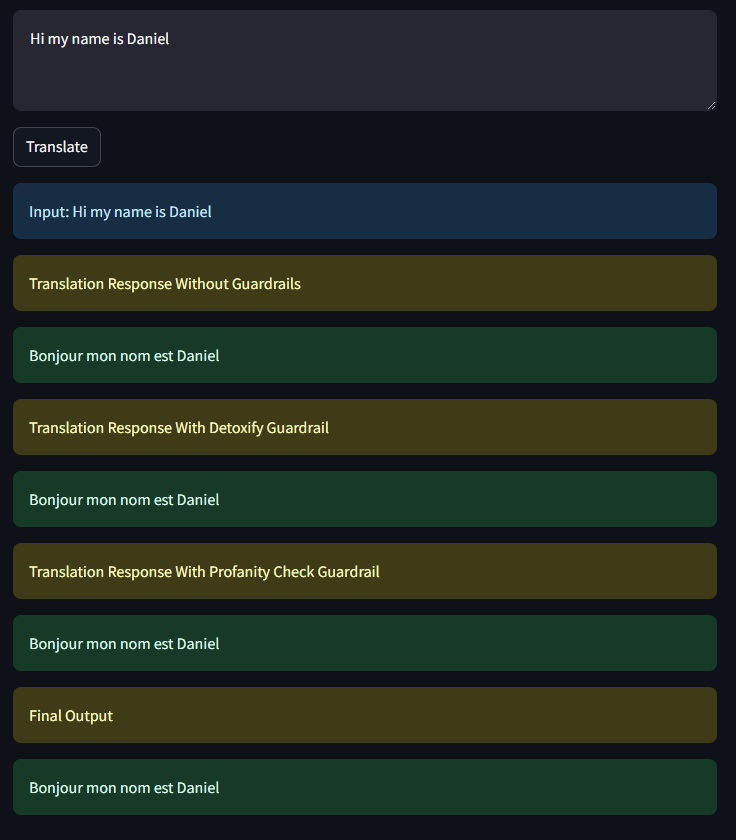 Hi my name is Daniel
Translate
Input: Hi my name is Daniel
Translation Response Without Guardrails
Bonjour mon nom est Daniel
Translation Response With Detoxify Guardrail
Bonjour mon nom est Daniel
Translation Response With Profanity Check Guardrail
Bonjour mon nom est Daniel
Final Output
Bonjour mon nom est Daniel